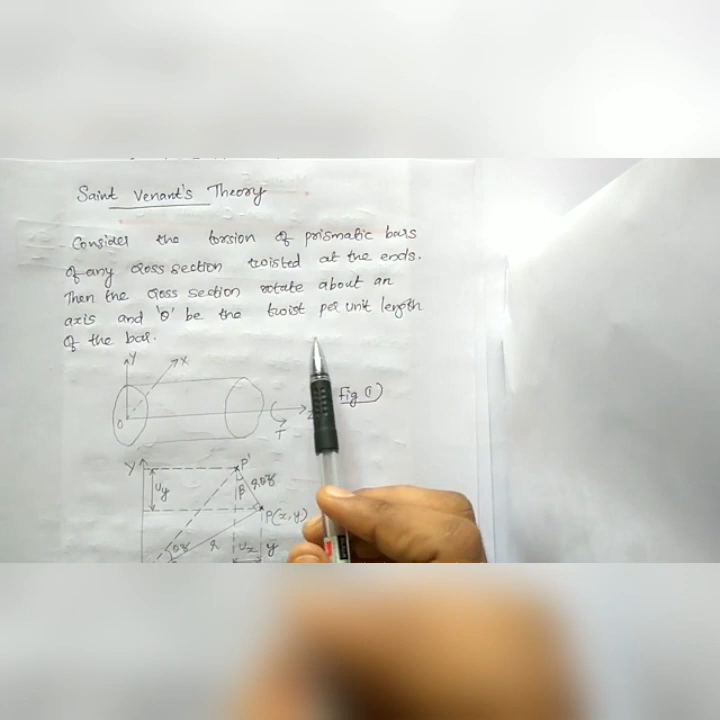 Saint Venant's Theory
Consider the torsion of prismatic bars
of any cross section twisted at the ends.
Then the cross section rotate about an
axis and 'θ' be the twist per unit length
of the bar.
Y
X
O
T
Fig ①
Y
P'
Uy
β
rθz
P(x,y)
θz
r
Ux
y